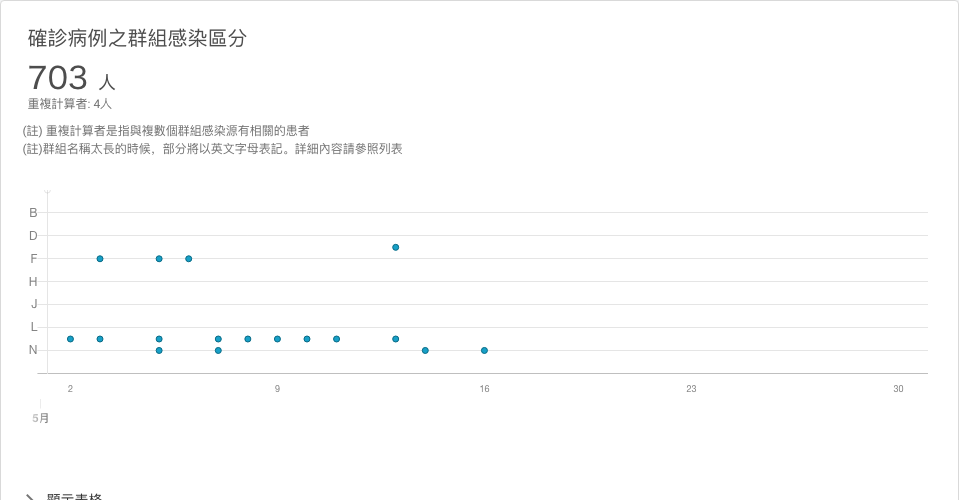 確診病例之群組感染區分
703 人
重複計算者: 4人
(註) 重複計算者是指與複數個群組感染源有相關的患者
(註)群組名稱太長的時候，部分將以英文字母表記。詳細內容請參照列表
B
D
F
H
J
L
N
2 9 16 23 30
5月
顯示表格